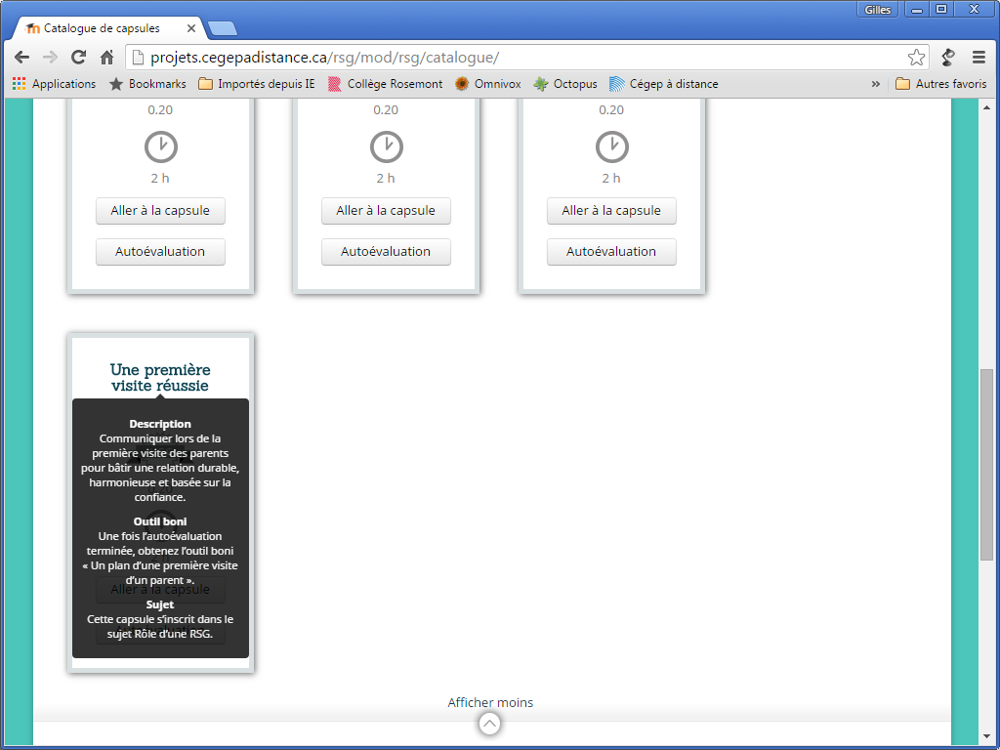 Gilles
Catalogue de capsules
projets.cegepadistance.ca/rsg/mod/rsg/catalogue/
Applications Bookmarks Importés depuis IE Collège Rosemont Omnivox Octopus Cégep à distance » Autres favoris
0.20 0.20 0.20
2 h 2 h 2 h
Aller à la capsule Aller à la capsule Aller à la capsule
Autoévaluation Autoévaluation Autoévaluation
Une première
visite réussie
Description
Communiquer lors de la
première visite des parents
pour bâtir une relation durable,
harmonieuse et basée sur la
confiance.
Outil boni
Une fois l'autoévaluation
terminée, obtenez l'outil boni
« Un plan d'une première visite
d'un parent ».
Aller à la capsule
Sujet
Cette capsule s'inscrit dans le
sujet Rôle d'une RSG.
Afficher moins